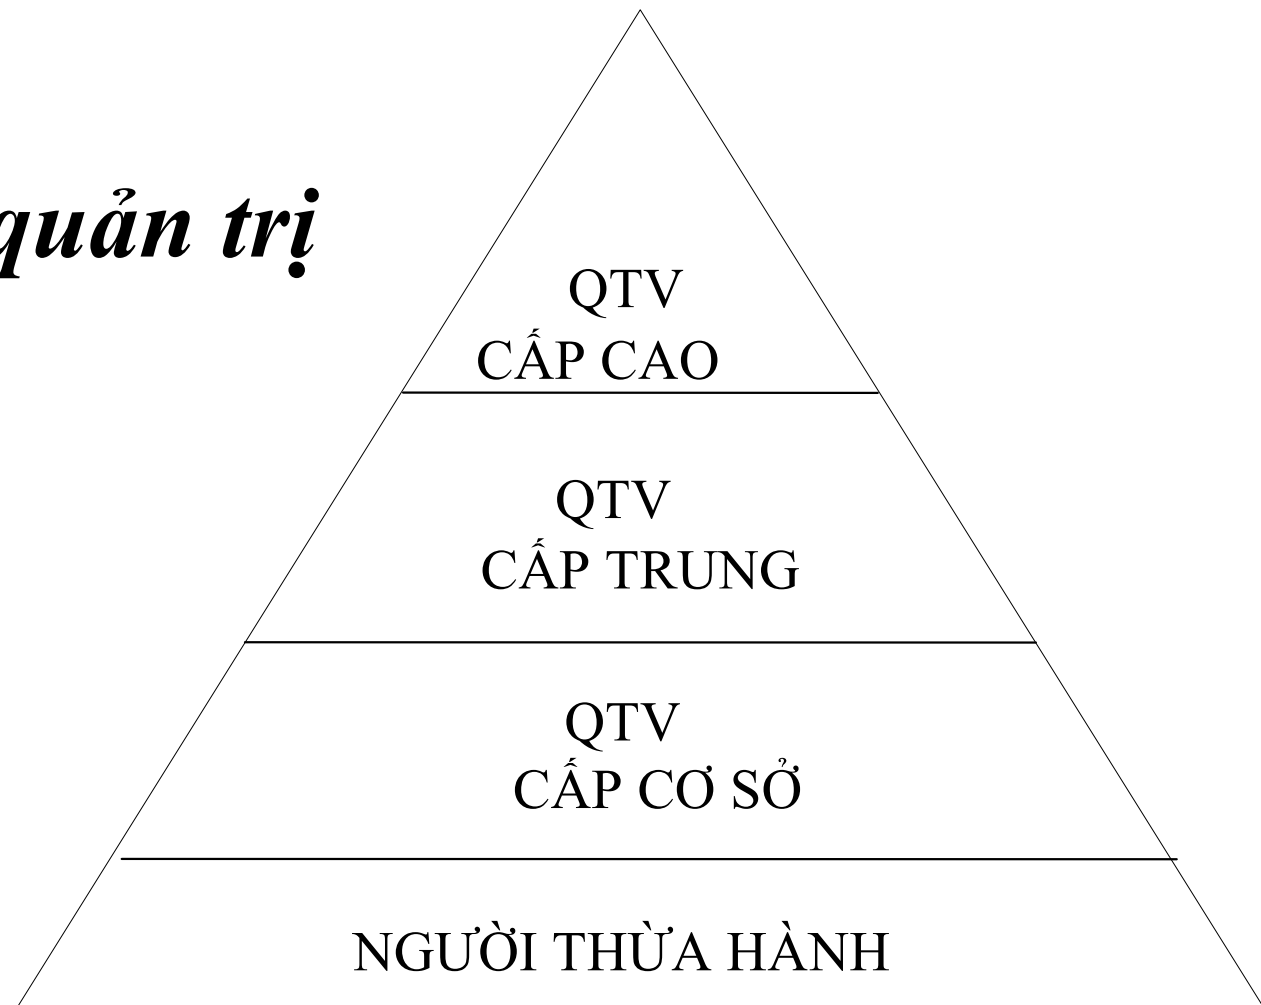 quản trị
QTV
CẤP CAO
QTV
CẤP TRUNG
QTV
CẤP CƠ SỞ
NGƯỜI THỪA HÀNH